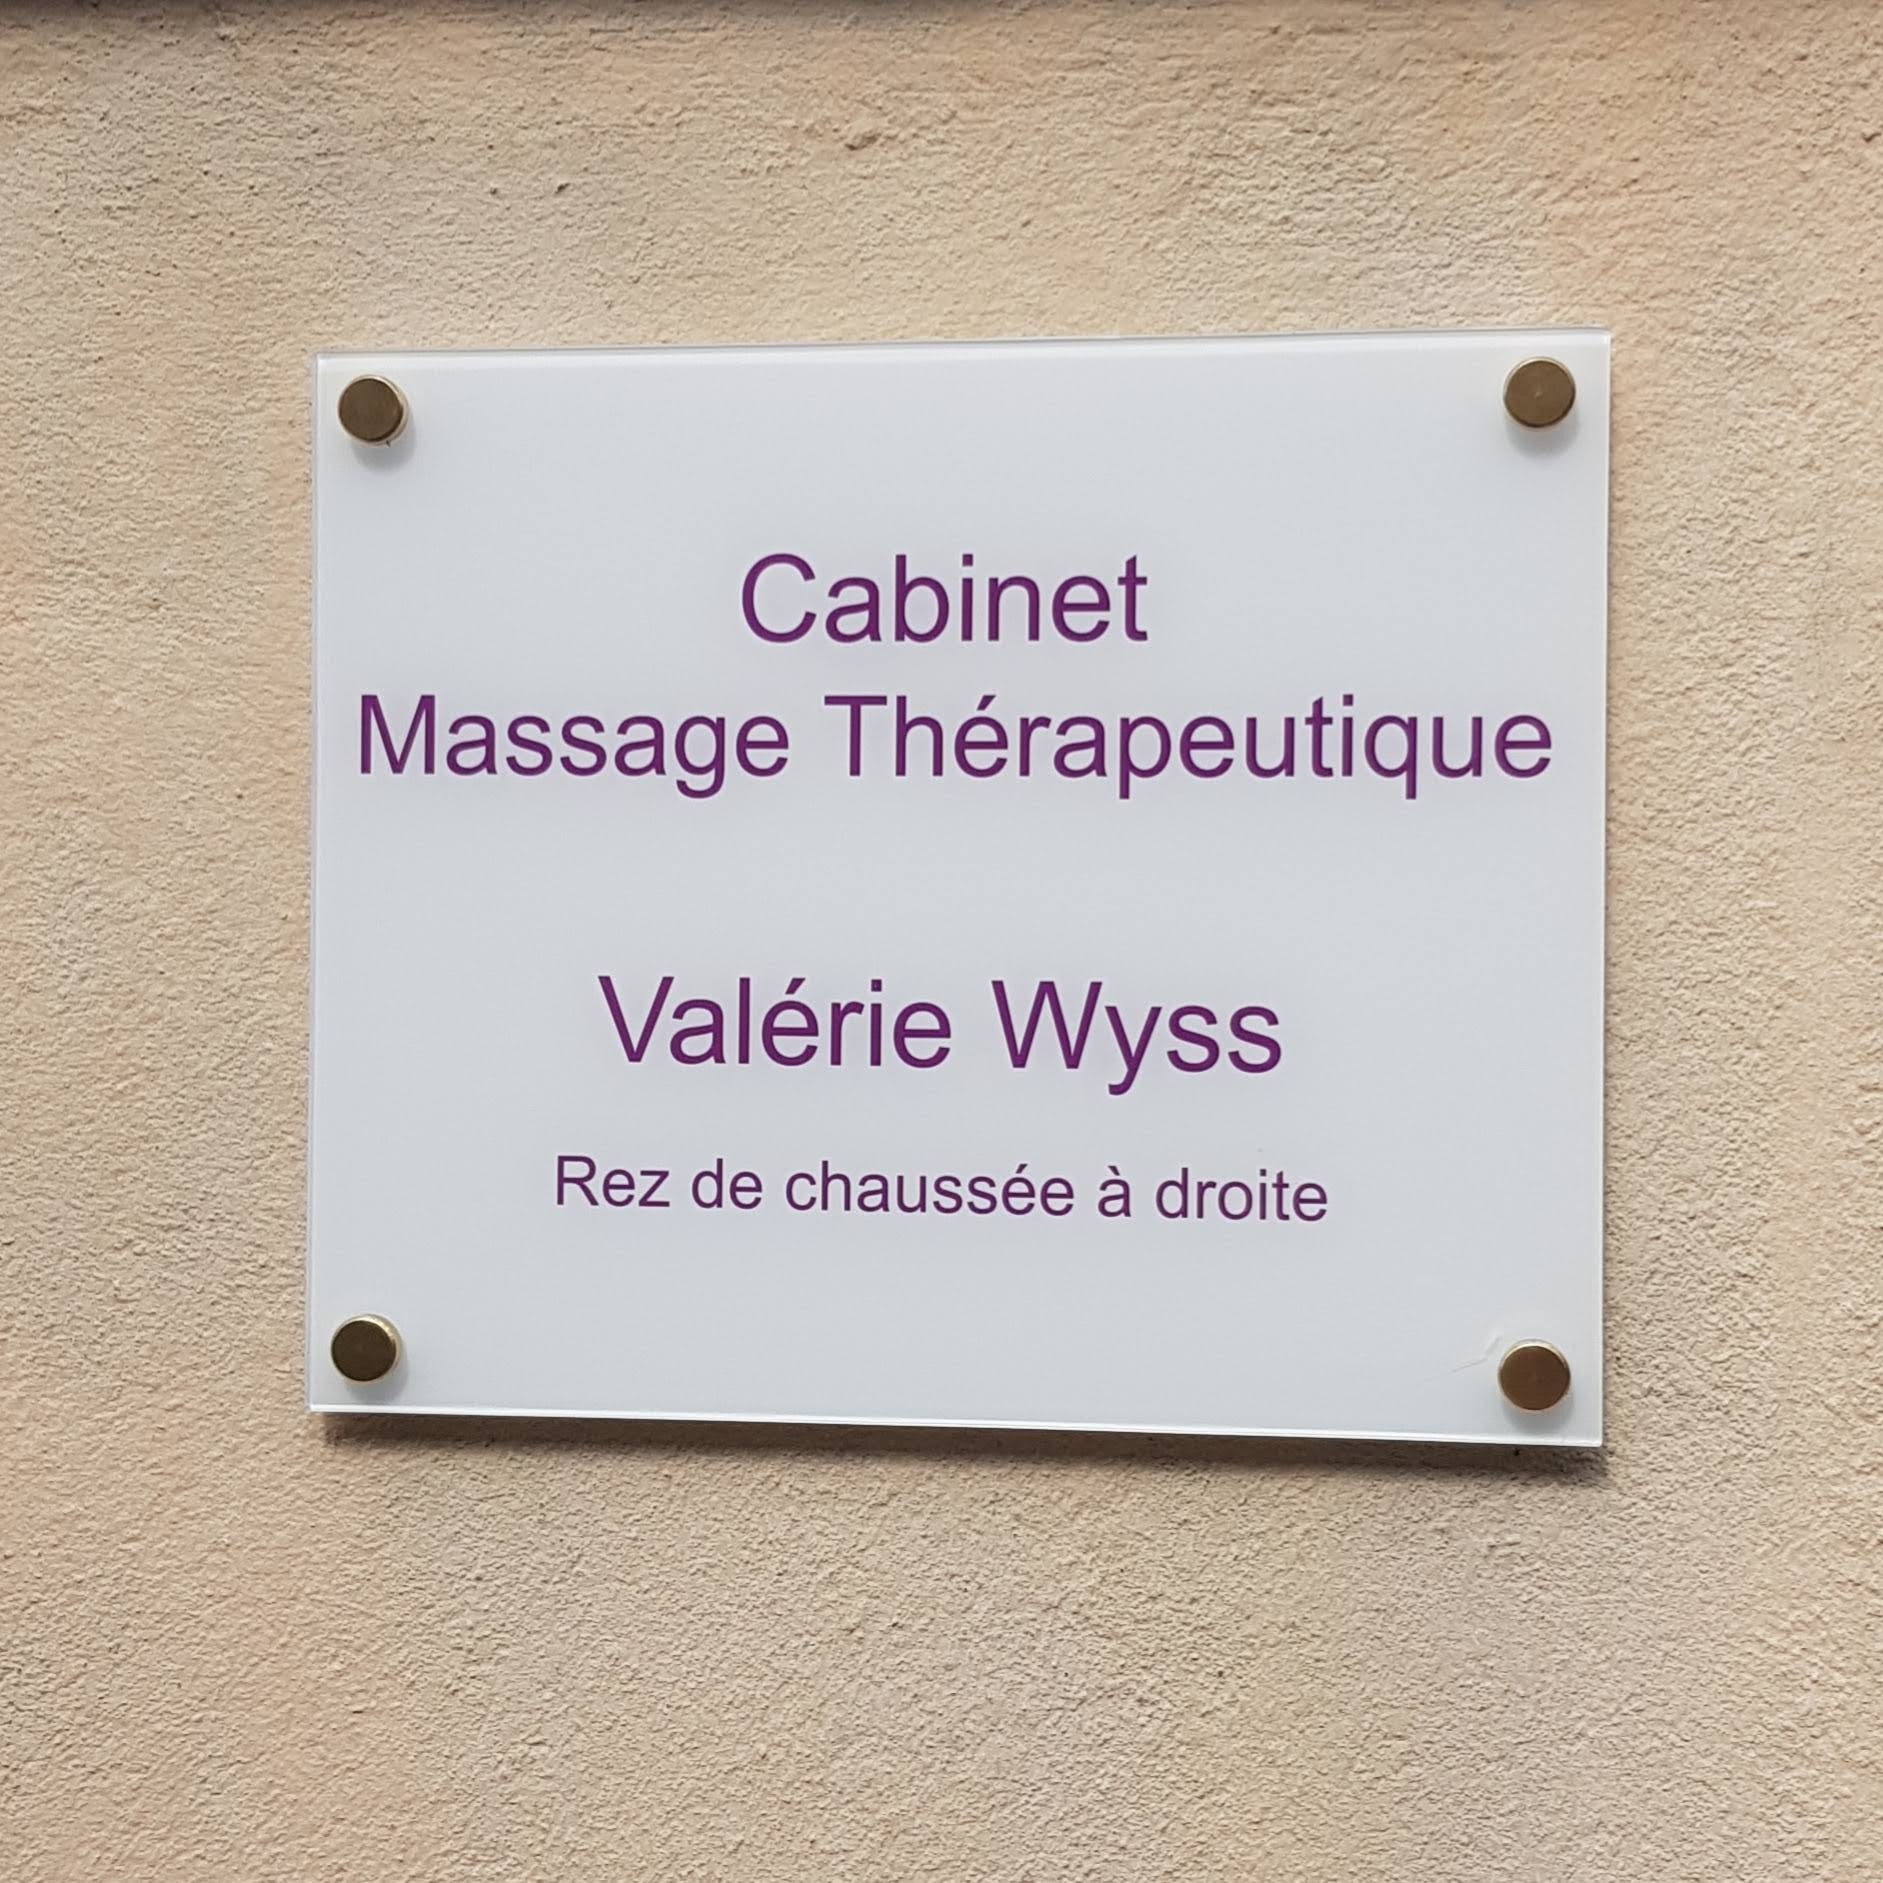 Cabinet
Massage Thérapeutique
Valérie Wyss
Rez de chaussée à droite